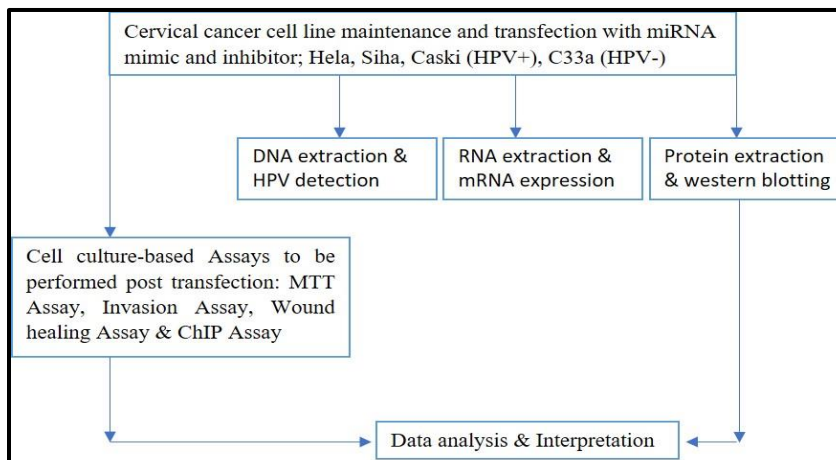 Cervical cancer cell line maintenance and transfection with miRNA
mimic and inhibitor; Hela, Siha, Caski (HPV+), C33a (HPV-)
DNA extraction &
HPV detection
RNA extraction &
mRNA expression
Protein extraction
& western blotting
Cell culture-based Assays to be
performed post transfection: MTT
Assay, Invasion Assay, Wound
healing Assay & ChIP Assay
Data analysis & Interpretation